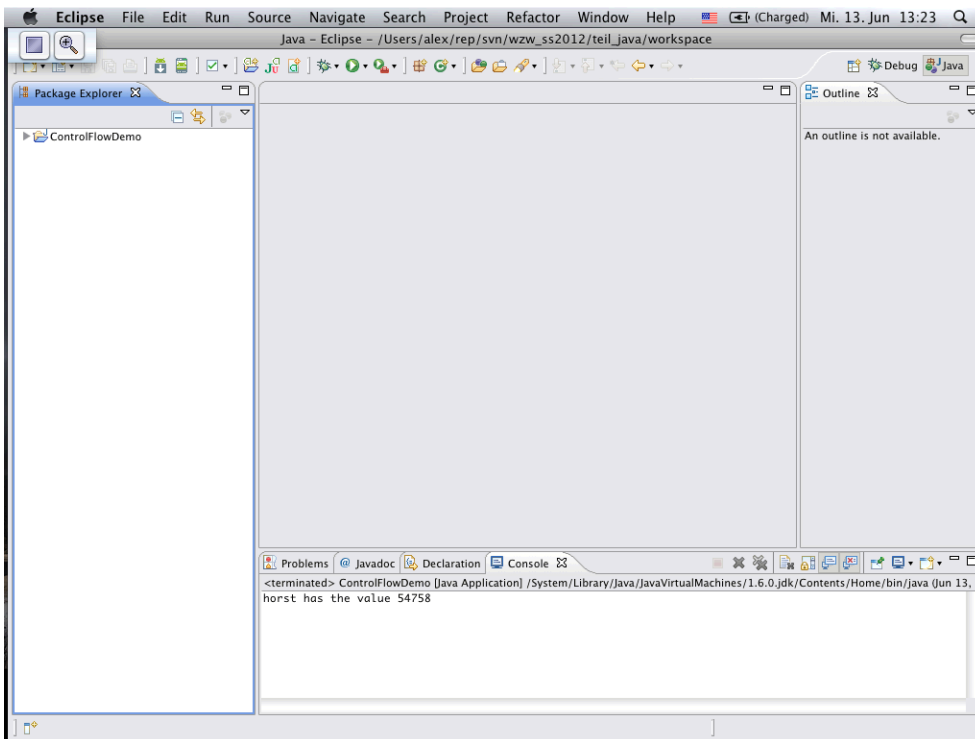 Eclipse File Edit Run Source Navigate Search Project Refactor Window Help (Charged) Mi. 13. Jun 13:23
Java – Eclipse – /Users/alex/rep/svn/wzw_ss2012/teil_java/workspace
Debug Java
Package Explorer
Outline
ControlFlowDemo
An outline is not available.
Problems @ Javadoc Declaration Console
<terminated> ControlFlowDemo [Java Application] /System/Library/Java/JavaVirtualMachines/1.6.0.jdk/Contents/Home/bin/java (Jun 13,
horst has the value 54758